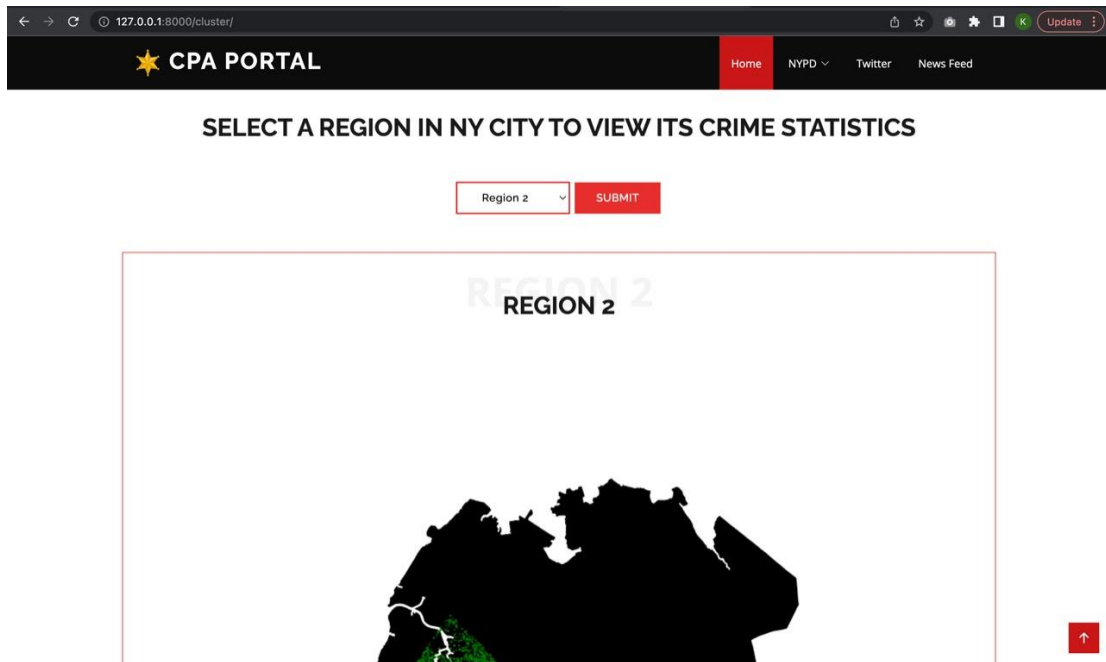 127.0.0.1:8000/cluster/
K
Update
CPA PORTAL
Home
NYPD
Twitter
News Feed
SELECT A REGION IN NY CITY TO VIEW ITS CRIME STATISTICS
Region 2
SUBMIT
REGION 2
REGION 2